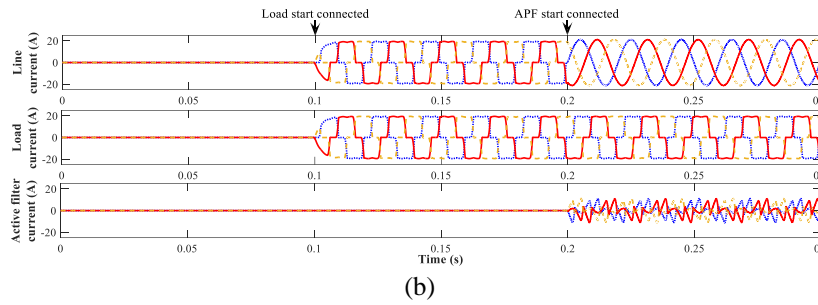 Load start connected APF start connected
Line
current (A)
20
0
-20
0 0.05 0.1 0.15 0.2 0.25 0.
Load
current (A)
20
0
-20
0 0.05 0.1 0.15 0.2 0.25 0.
Active filter
current (A)
20
0
-20
0 0.05 0.1 0.15 0.2 0.25 0.
Time (s)
(b)